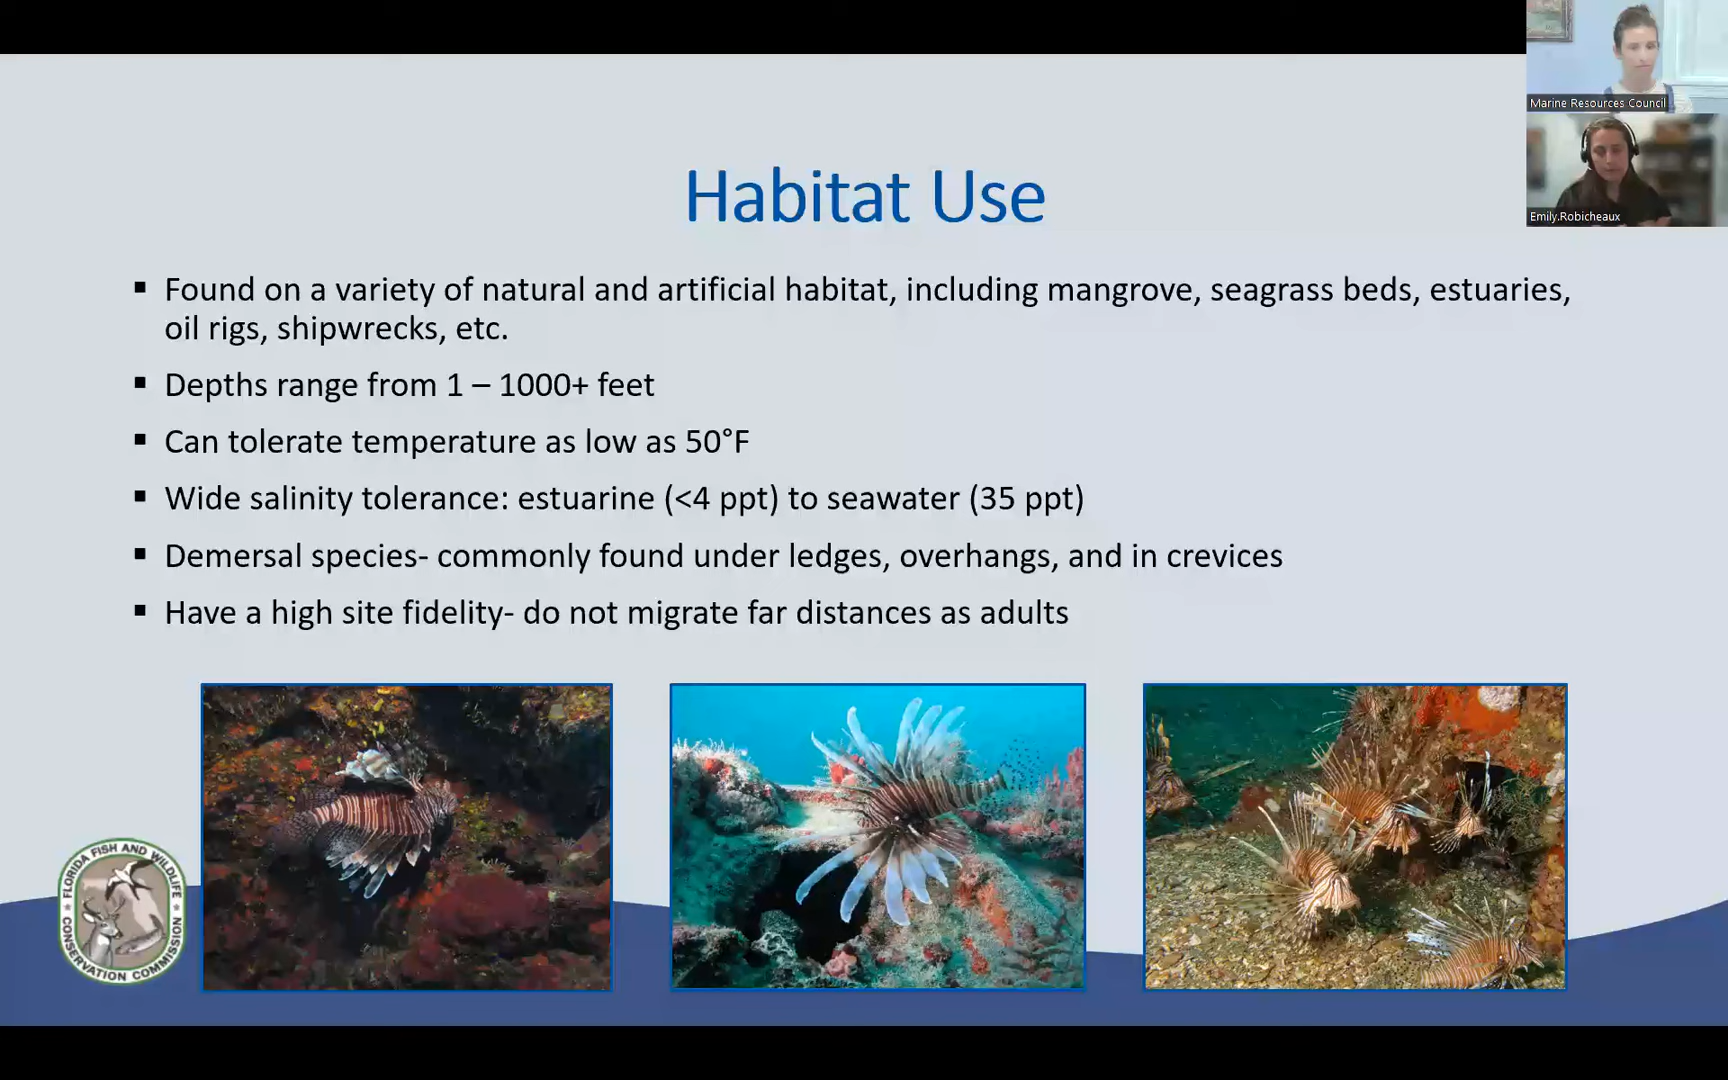 Marine Resources Council
Emily.Robicheaux
Habitat Use
▪ Found on a variety of natural and artificial habitat, including mangrove, seagrass beds, estuaries,
oil rigs, shipwrecks, etc.
▪ Depths range from 1 – 1000+ feet
▪ Can tolerate temperature as low as 50°F
▪ Wide salinity tolerance: estuarine (<4 ppt) to seawater (35 ppt)
▪ Demersal species- commonly found under ledges, overhangs, and in crevices
▪ Have a high site fidelity- do not migrate far distances as adults
FLORIDA FISH AND WILDLIFE
CONSERVATION COMMISSION